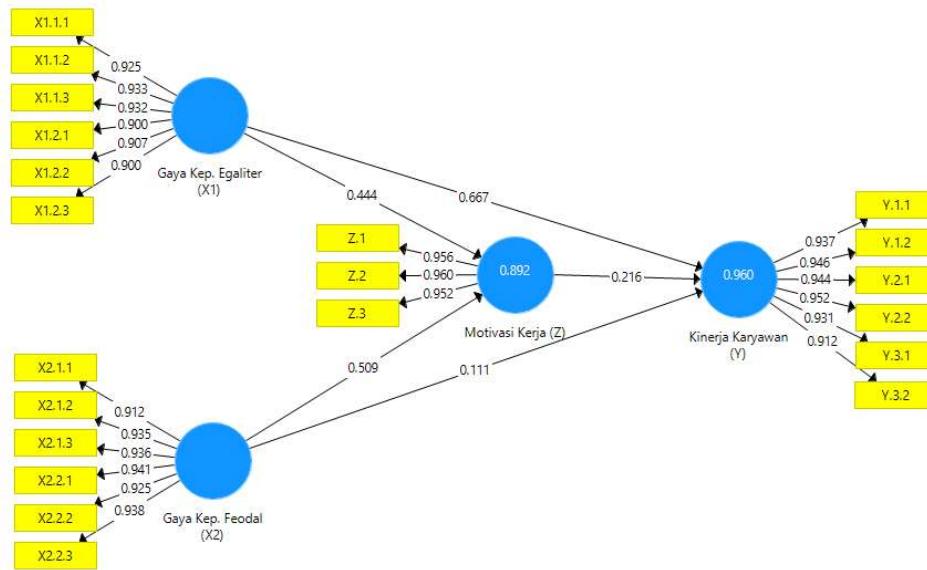 X1.1.1
X1.1.2
X1.1.3
X1.2.1
X1.2.2
X1.2.3
0.925
0.933
0.932
0.900
0.907
0.900
Gaya Kep. Egaliter
(X1)
0.444
0.667
Z.1
Z.2
Z.3
0.956
0.960
0.952
0.892
Motivasi Kerja (Z)
0.216
0.960
Kinerja Karyawan
(Y)
0.937
0.946
0.944
0.952
0.931
0.912
Y.1.1
Y.1.2
Y.2.1
Y.2.2
Y.3.1
Y.3.2
0.509
0.111
X2.1.1
X2.1.2
X2.1.3
X2.2.1
X2.2.2
X2.2.3
0.912
0.935
0.936
0.941
0.925
0.938
Gaya Kep. Feodal
(X2)